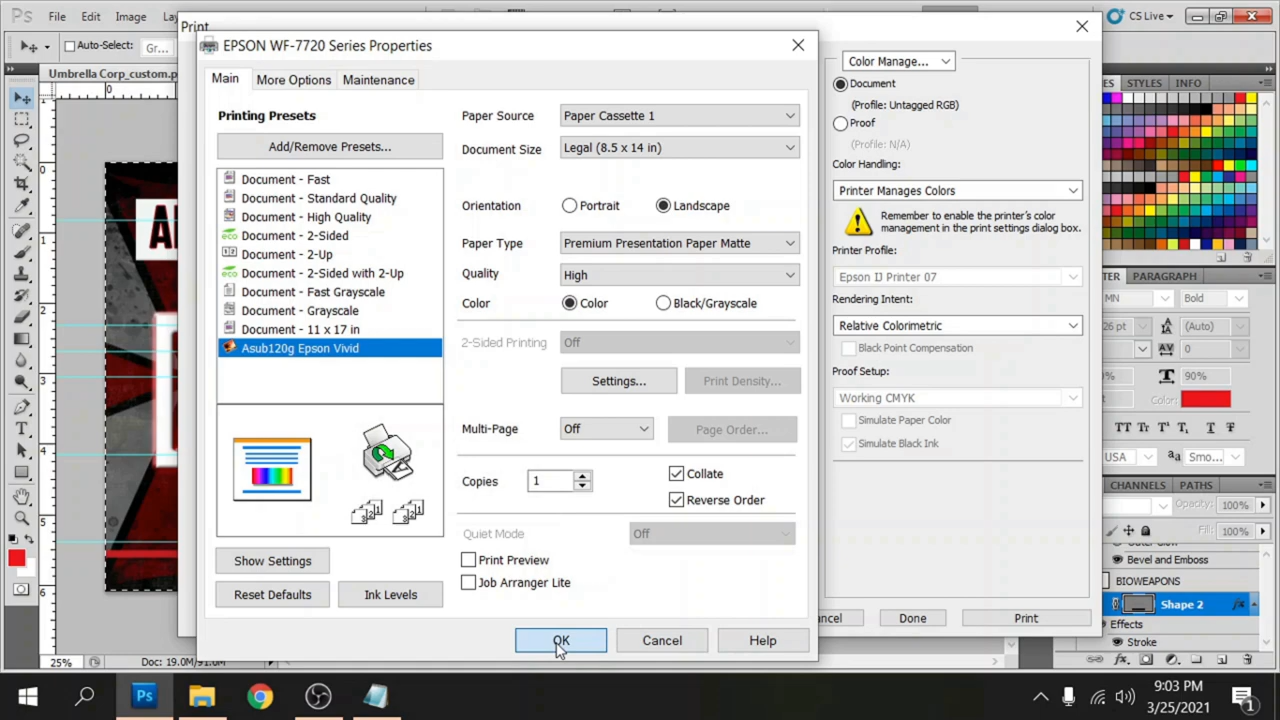 Ps File Edit Image
CS Live
Print
EPSON WF-7720 Series Properties
Auto-Select: Gr...
Umbrella Corp_custom.p
Color Manage...
STYLES INFO
Main More Options Maintenance
Document
(Profile: Untagged RGB)
Printing Presets
Add/Remove Presets...
Paper Source Paper Cassette 1
Document Size Legal (8.5 x 14 in)
Proof
(Profile: N/A)
Color Handling:
Printer Manages Colors
Remember to enable the printer's color
management in the print settings dialog box.
Document - Fast
Document - Standard Quality
Document - High Quality
Document - 2-Sided
Document - 2-Up
Document - 2-Sided with 2-Up
Document - Fast Grayscale
Document - Grayscale
Document - 11 x 17 in
Asub120g Epson Vivid
Orientation Portrait Landscape
Paper Type Premium Presentation Paper Matte
Quality High
Color Color Black/Grayscale
2-Sided Printing Off
Settings... Print Density...
Multi-Page Off Page Order...
Copies 1 Collate
Reverse Order
Quiet Mode Off
Print Preview
Job Arranger Lite
Show Settings
Reset Defaults Ink Levels
OK Cancel Help
Printer Profile:
Epson IJ Printer 07
Rendering Intent:
Relative Colorimetric
Black Point Compensation
Proof Setup:
Working CMYK
Simulate Paper Color
Simulate Black Ink
Done Print
PARAGRAPH
Bold
26 pt (Auto)
0
90%
Color:
USA Smo...
CHANNELS PATHS
Opacity: 100%
Fill: 100%
Bevel and Emboss
BIOWEAPONS
Shape 2
Effects
Stroke
25% Doc: 19.0M/91.0M
9:03 PM
3/25/2021